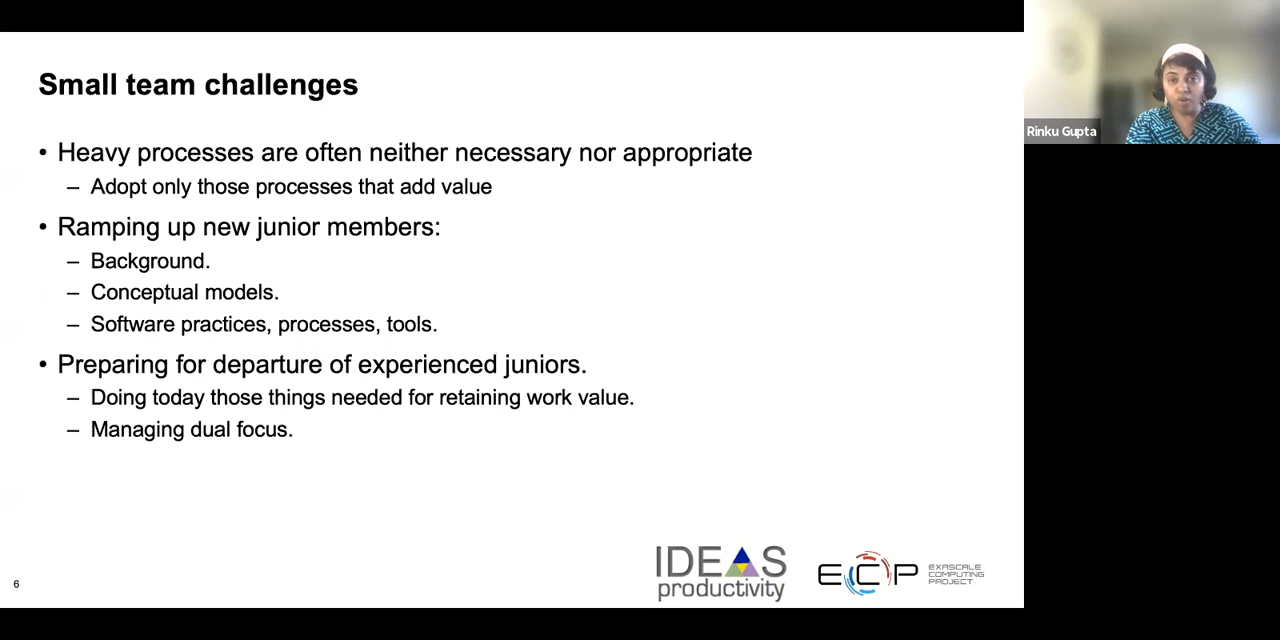 Small team challenges
• Heavy processes are often neither necessary nor appropriate
– Adopt only those processes that add value
• Ramping up new junior members:
– Background.
– Conceptual models.
– Software practices, processes, tools.
• Preparing for departure of experienced juniors.
– Doing today those things needed for retaining work value.
– Managing dual focus.
6
IDEAS
productivity
ECP
EXASCALE
COMPUTING
PROJECT
Rinku Gupta